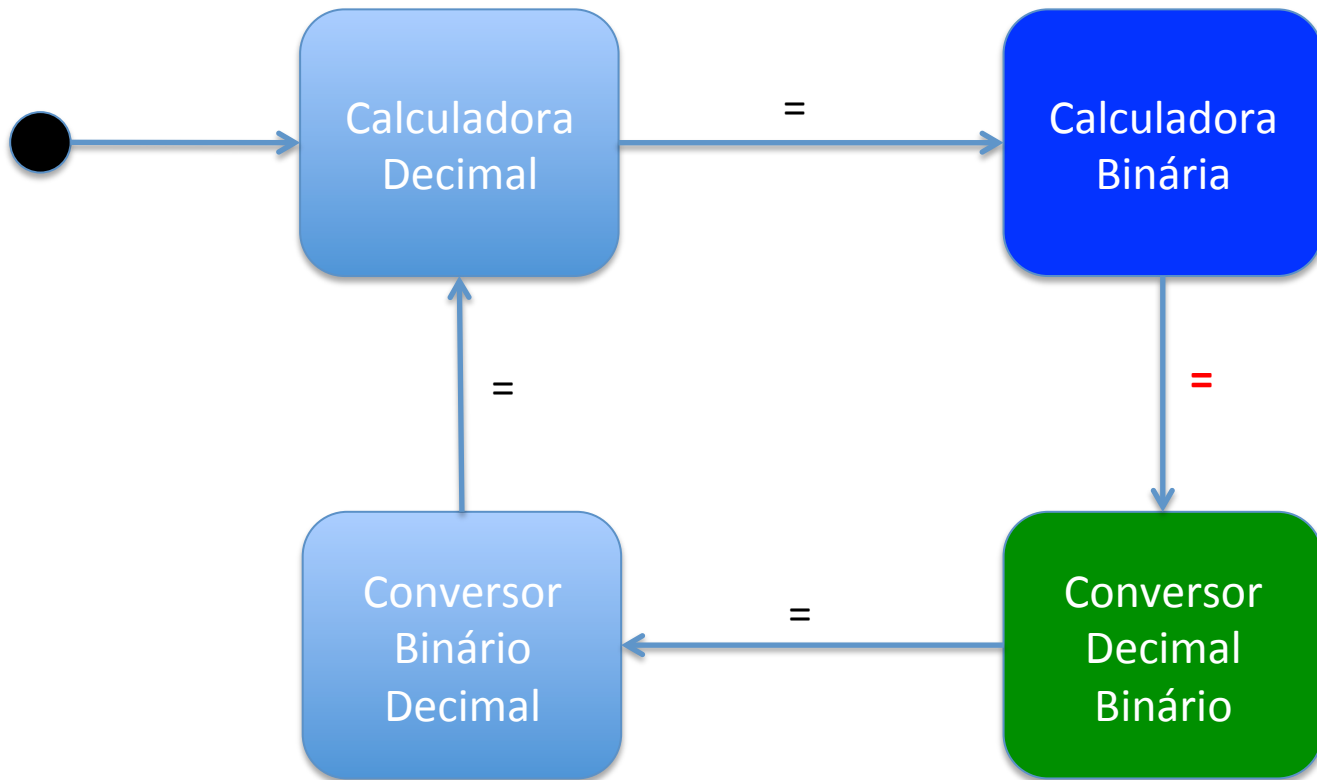 Calculadora
Decimal
=
Calculadora
Binária
=
=
Conversor
Binário
Decimal
=
Conversor
Decimal
Binário